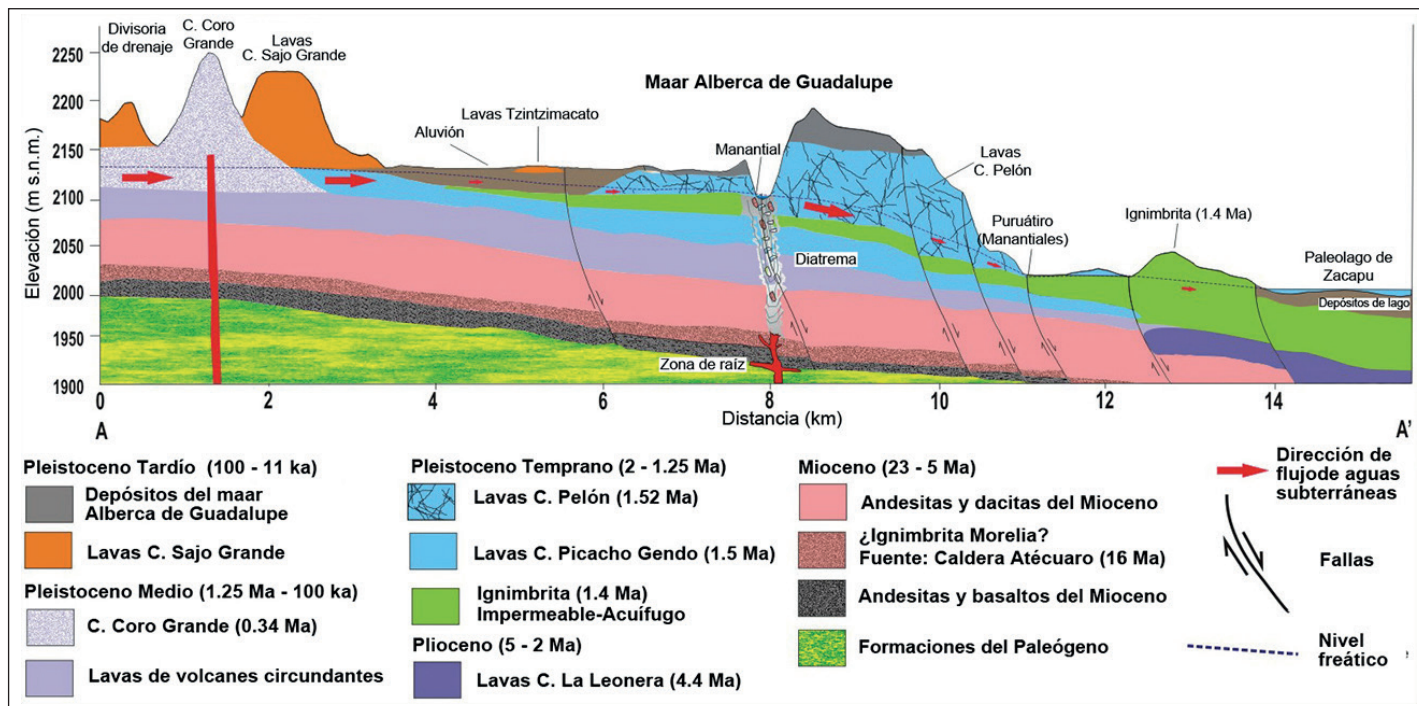 Divisoria
de drenaje
C. Coro
Grande
Lavas
C. Sajo Grande
Maar Alberca de Guadalupe
Aluvión
Lavas Tzintzimacato
Manantial
Lavas
C. Pelón
Puruátiro
(Manantiales)
Ignimbrita (1.4 Ma)
Paleolago de
Zacapu
Depósitos de lago
Diatrema
Zona de raíz
Elevación (m s.n.m.)
2250
2200
2150
2100
2050
2000
1950
1900
0
2
4
6
8
10
12
14
A
Distancia (km)
A'
Pleistoceno Tardío (100 - 11 ka)
Depósitos del maar
Alberca de Guadalupe
Lavas C. Sajo Grande
Pleistoceno Medio (1.25 Ma - 100 ka)
C. Coro Grande (0.34 Ma)
Lavas de volcanes circundantes
Pleistoceno Temprano (2 - 1.25 Ma)
Lavas C. Pelón (1.52 Ma)
Lavas C. Picacho Gendo (1.5 Ma)
Ignimbrita (1.4 Ma)
Impermeable-Acuífugo
Plioceno (5 - 2 Ma)
Lavas C. La Leonera (4.4 Ma)
Mioceno (23 - 5 Ma)
Andesitas y dacitas del Mioceno
¿Ignimbrita Morelia?
Fuente: Caldera Atécuaro (16 Ma)
Andesitas y basaltos del Mioceno
Formaciones del Paleógeno
Dirección de
flujode aguas
subterráneas
Fallas
Nivel
freático